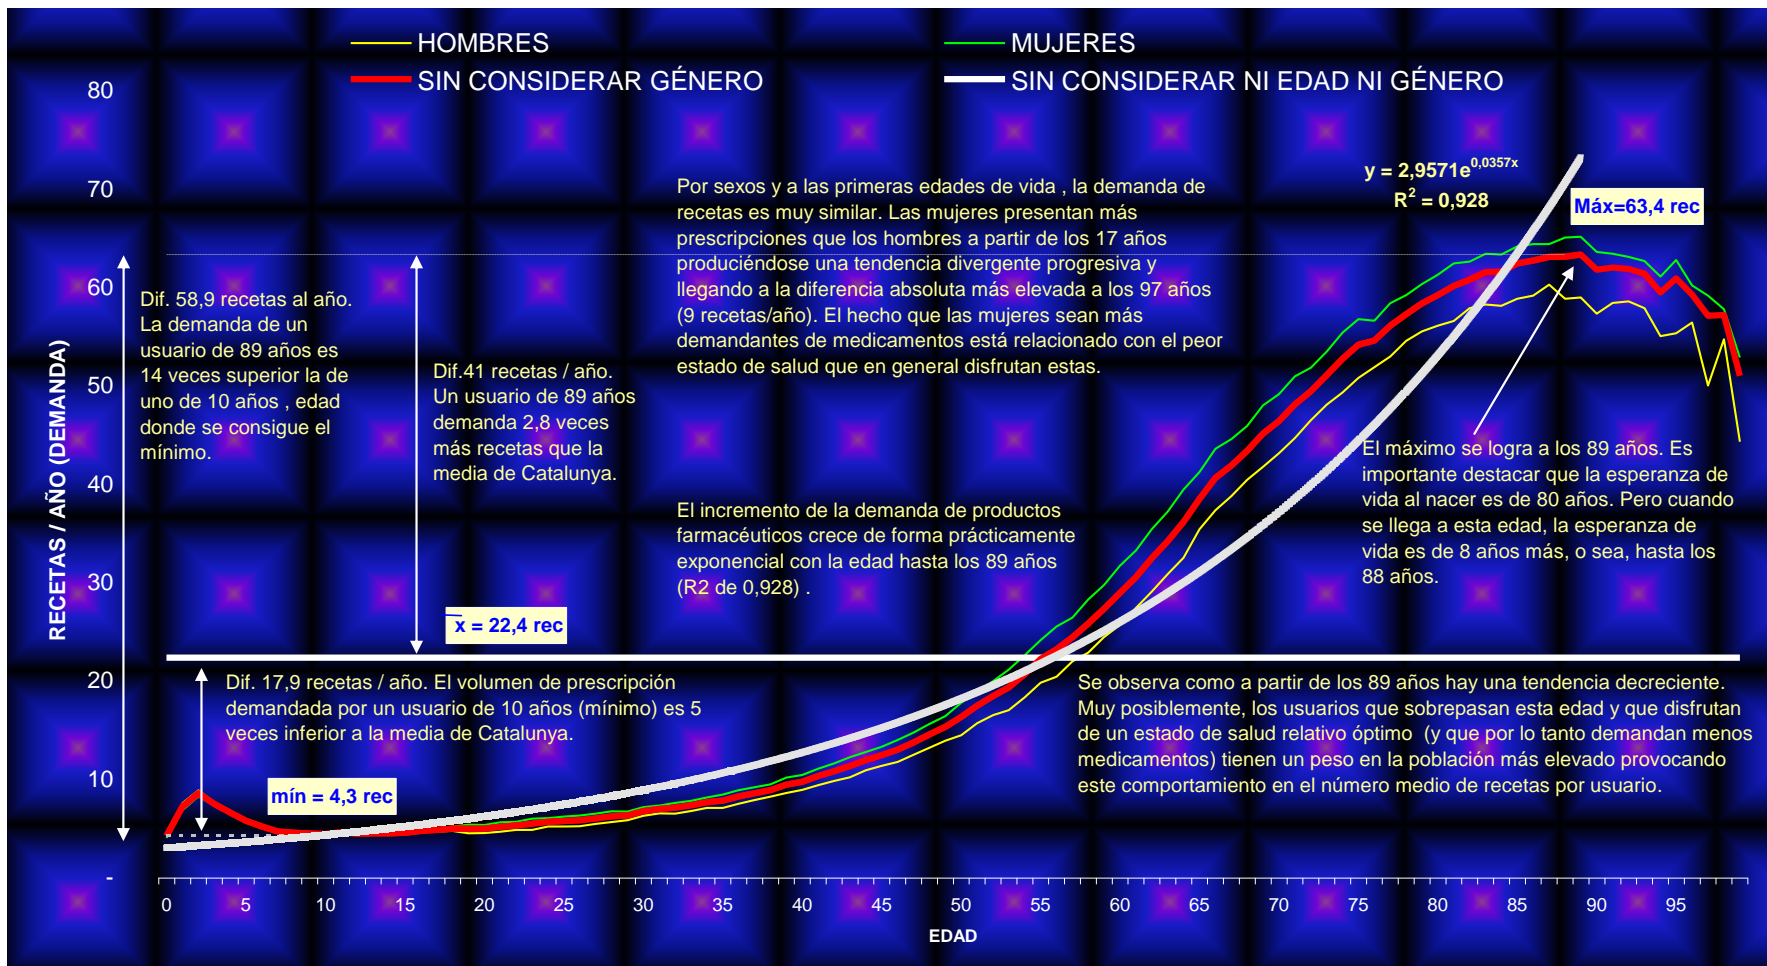 HOMBRES
MUJERES
SIN CONSIDERAR GÉNERO
SIN CONSIDERAR NI EDAD NI GÉNERO
80
70
60
50
40
30
20
10
-
RECETAS / AÑO (DEMANDA)
y = 2,9571e^0,0357x
R² = 0,928
Máx=63,4 rec
Por sexos y a las primeras edades de vida , la demanda de
recetas es muy similar. Las mujeres presentan más
prescripciones que los hombres a partir de los 17 años
produciéndose una tendencia divergente progresiva y
llegando a la diferencia absoluta más elevada a los 97 años
(9 recetas/año). El hecho que las mujeres sean más
demandantes de medicamentos está relacionado con el peor
estado de salud que en general disfrutan estas.
Dif. 58,9 recetas al año.
La demanda de un
usuario de 89 años es
14 veces superior la de
uno de 10 años , edad
donde se consigue el
mínimo.
Dif.41 recetas / año.
Un usuario de 89 años
demanda 2,8 veces
más recetas que la
media de Catalunya.
El incremento de la demanda de productos
farmacéuticos crece de forma prácticamente
exponencial con la edad hasta los 89 años
(R2 de 0,928) .
El máximo se logra a los 89 años. Es
importante destacar que la esperanza de
vida al nacer es de 80 años. Pero cuando
se llega a esta edad, la esperanza de
vida es de 8 años más, o sea, hasta los
88 años.
x̅ = 22,4 rec
Dif. 17,9 recetas / año. El volumen de prescripción
demandada por un usuario de 10 años (mínimo) es 5
veces inferior a la media de Catalunya.
mín = 4,3 rec
Se observa como a partir de los 89 años hay una tendencia decreciente.
Muy posiblemente, los usuarios que sobrepasan esta edad y que disfrutan
de un estado de salud relativo óptimo (y que por lo tanto demandan menos
medicamentos) tienen un peso en la población más elevado provocando
este comportamiento en el número medio de recetas por usuario.
0 5 10 15 20 25 30 35 40 45 50 55 60 65 70 75 80 85 90 95
EDAD